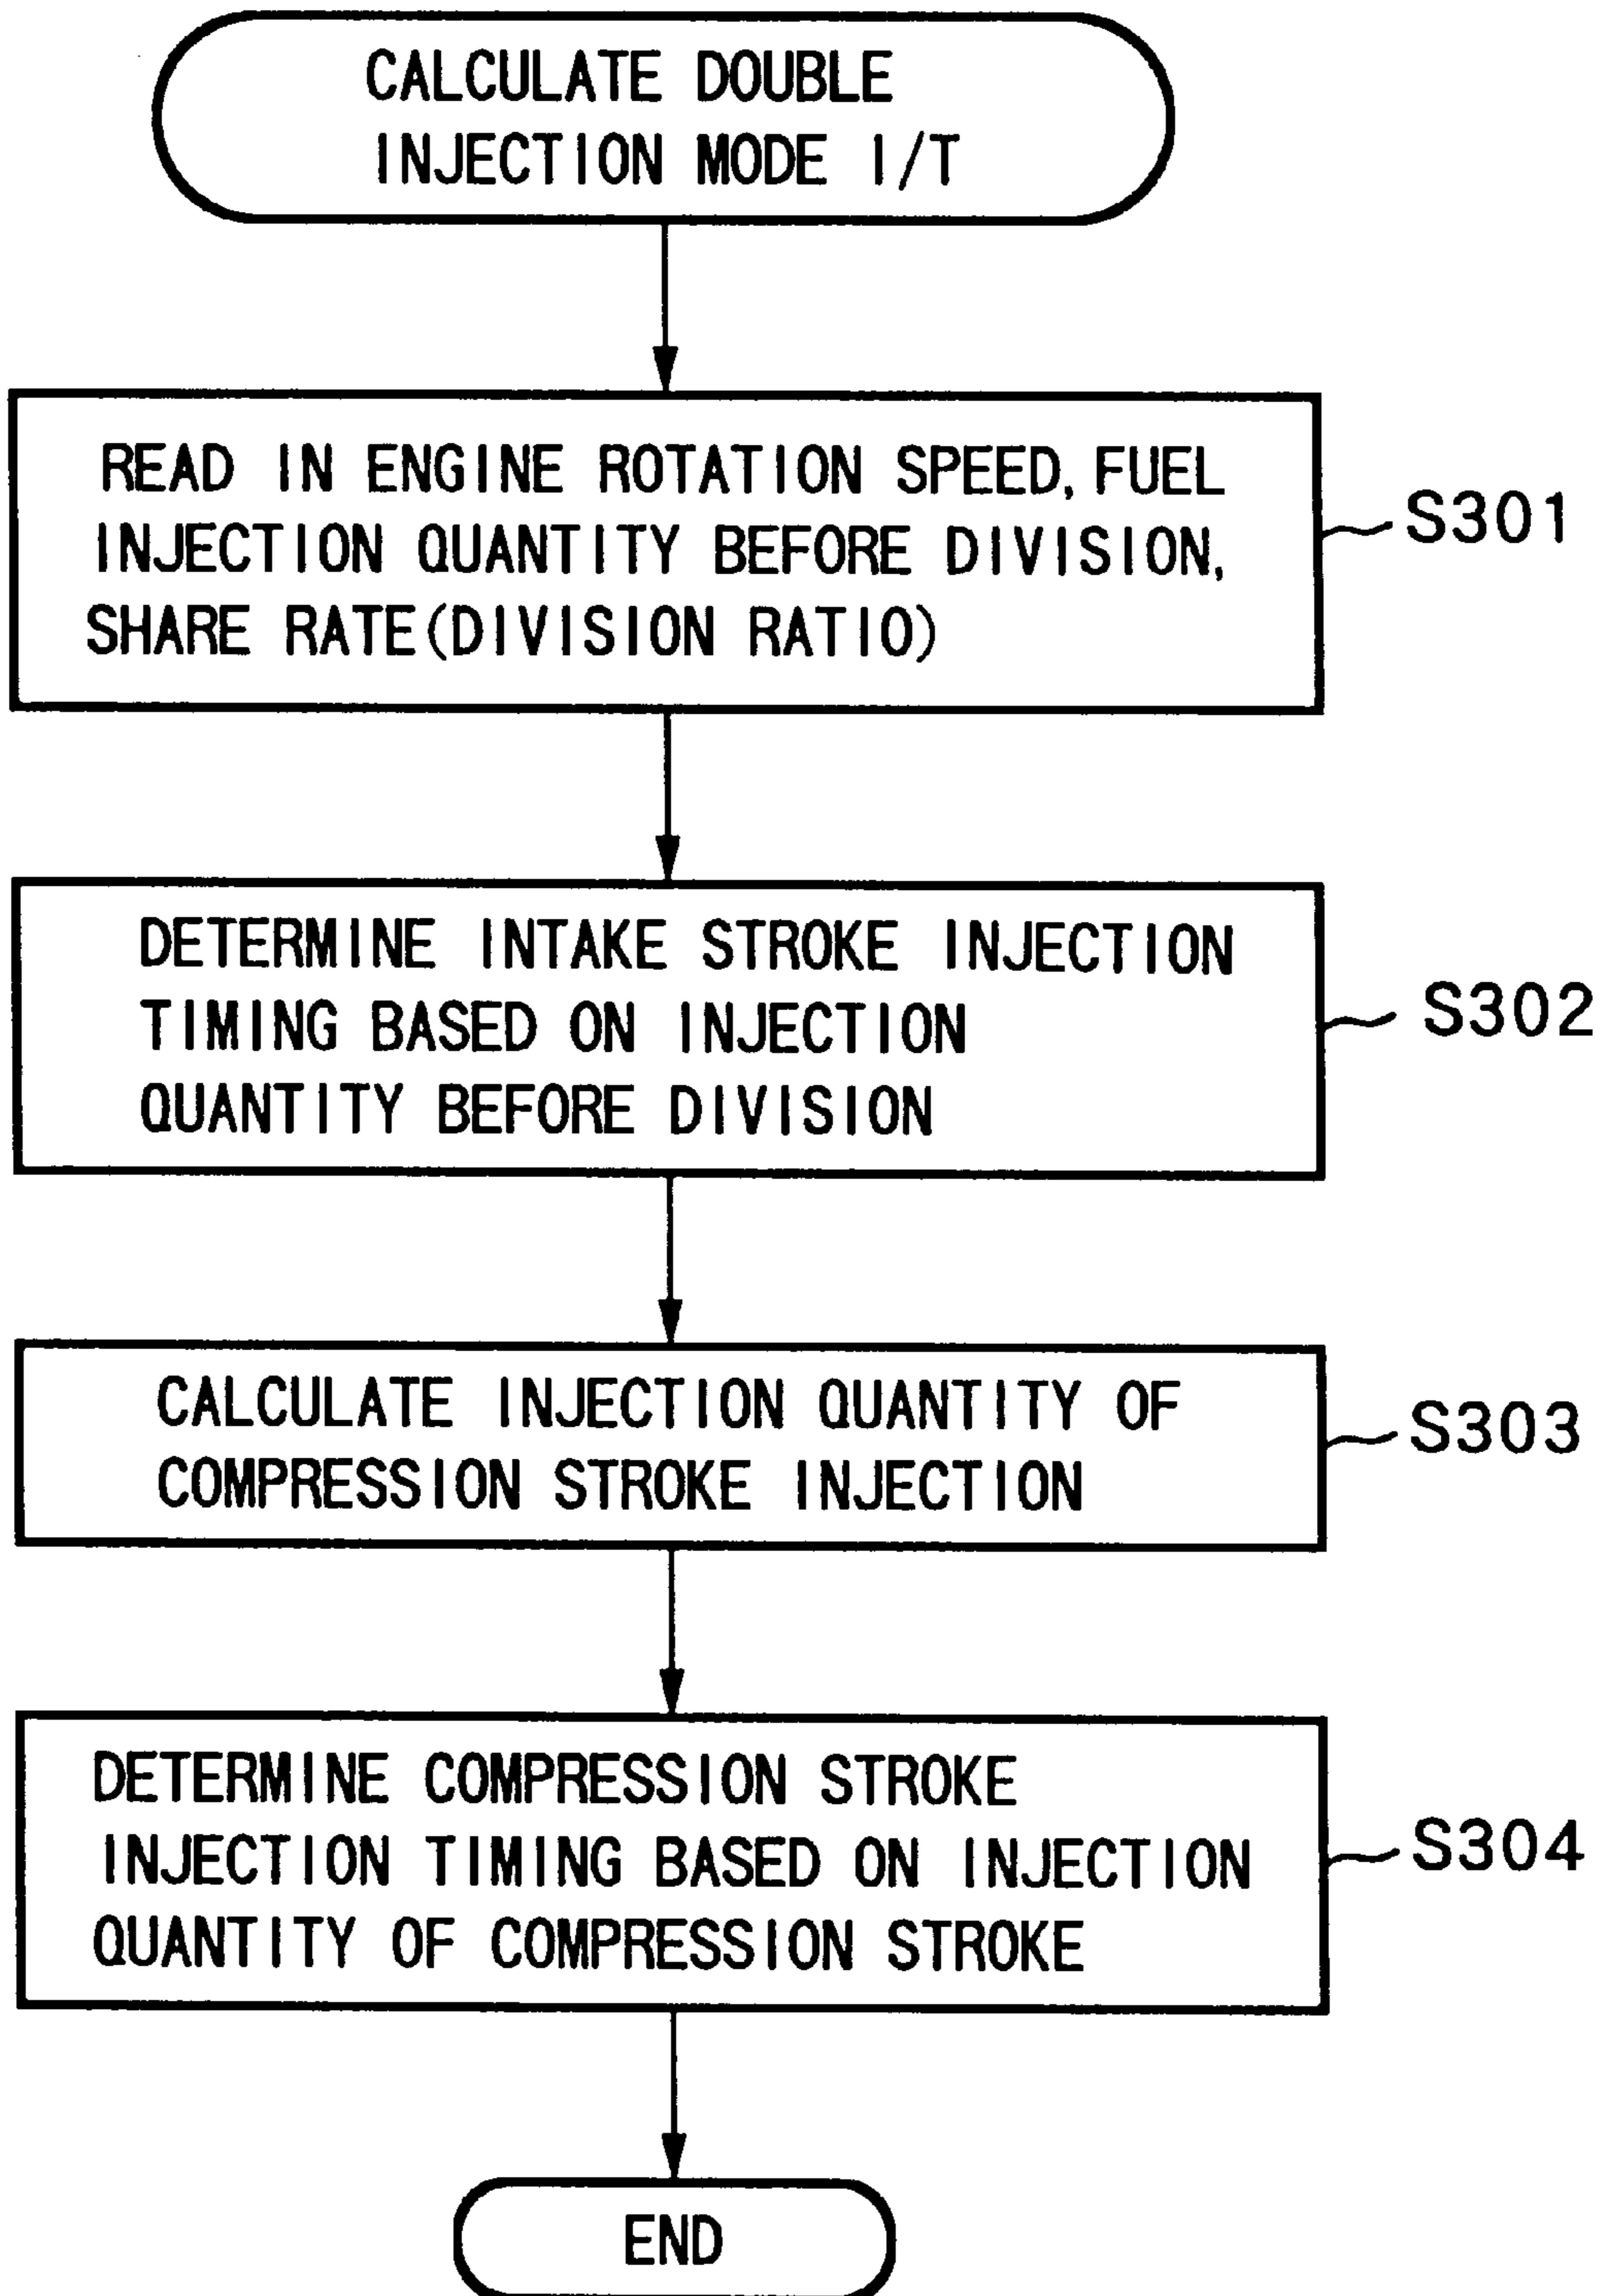 CALCULATE DOUBLE
INJECTION MODE I/T
READ IN ENGINE ROTATION SPEED, FUEL
INJECTION QUANTITY BEFORE DIVISION,
SHARE RATE(DIVISION RATIO)
S301
DETERMINE INTAKE STROKE INJECTION
TIMING BASED ON INJECTION
QUANTITY BEFORE DIVISION
S302
CALCULATE INJECTION QUANTITY OF
COMPRESSION STROKE INJECTION
S303
DETERMINE COMPRESSION STROKE
INJECTION TIMING BASED ON INJECTION
QUANTITY OF COMPRESSION STROKE
S304
END